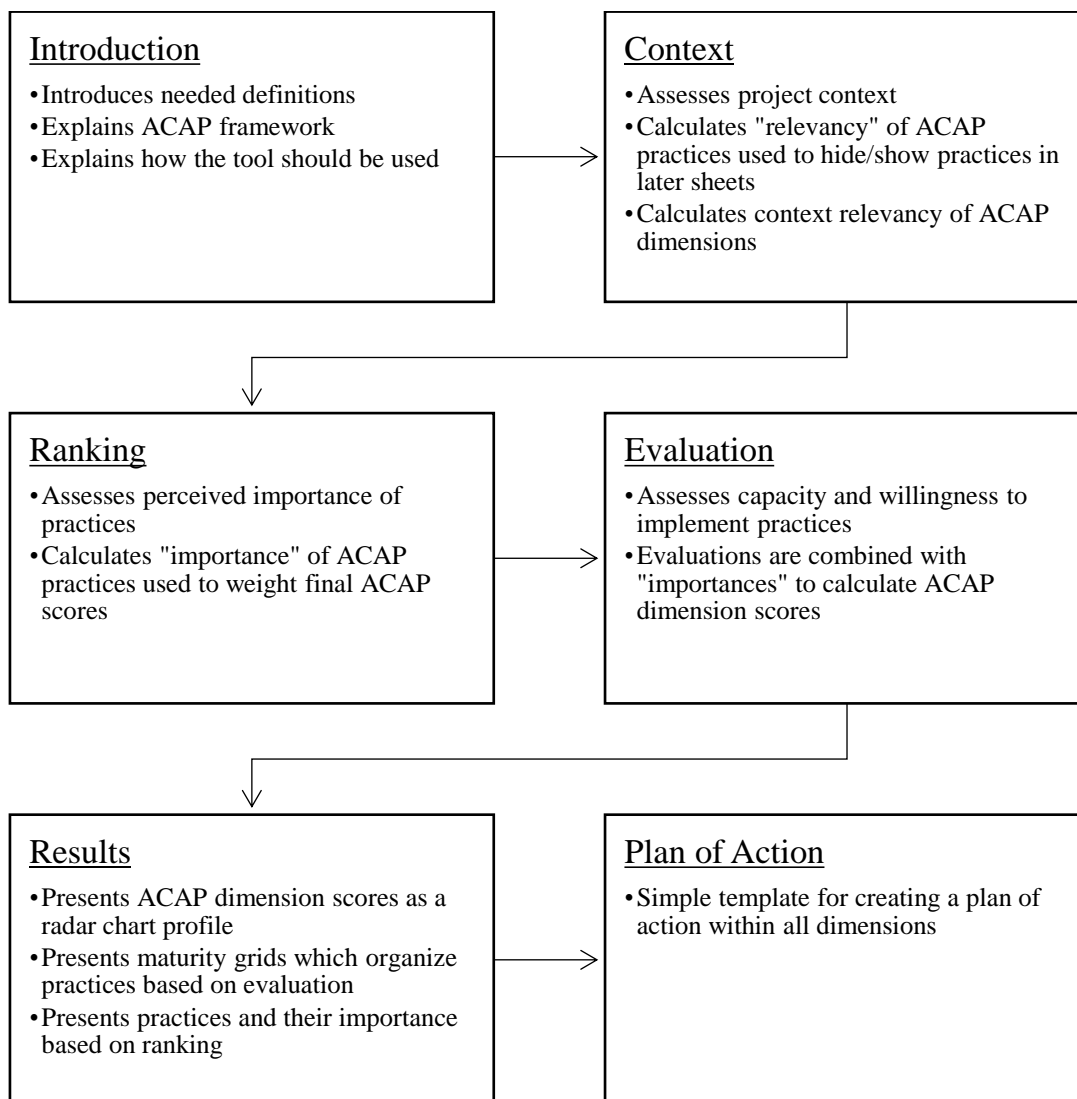 Introduction
•Introduces needed definitions
•Explains ACAP framework
•Explains how the tool should be used
Context
•Assesses project context
•Calculates "relevancy" of ACAP
practices used to hide/show practices in
later sheets
•Calculates context relevancy of ACAP
dimensions
Ranking
•Assesses perceived importance of
practices
•Calculates "importance" of ACAP
practices used to weight final ACAP
scores
Evaluation
•Assesses capacity and willingness to
implement practices
•Evaluations are combined with
"importances" to calculate ACAP
dimension scores
Results
•Presents ACAP dimension scores as a
radar chart profile
•Presents maturity grids which organize
practices based on evaluation
•Presents practices and their importance
based on ranking
Plan of Action
•Simple template for creating a plan of
action within all dimensions